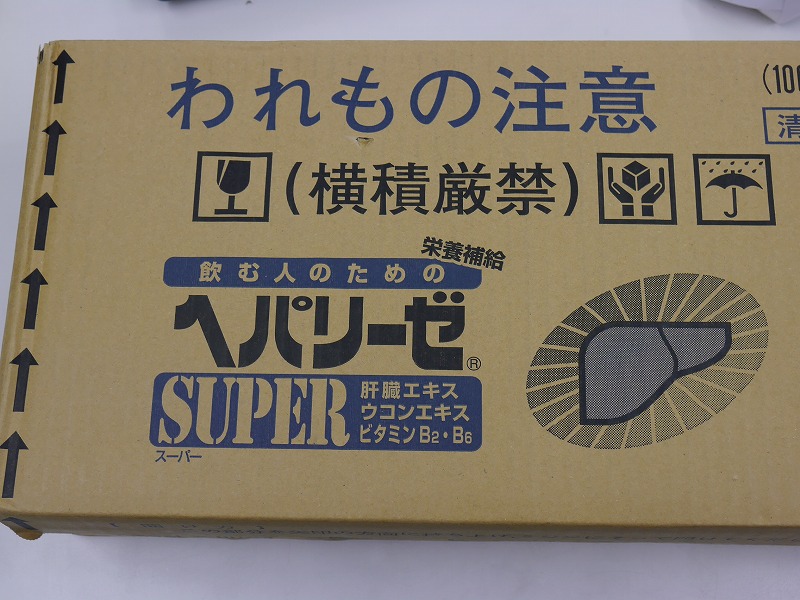 われもの注意
(100
清
(横積厳禁)
栄養補給
飲む人のための
ヘパリーゼ®
SUPER
肝臓エキス
ウコンエキス
ビタミンB2・B6
スーパー